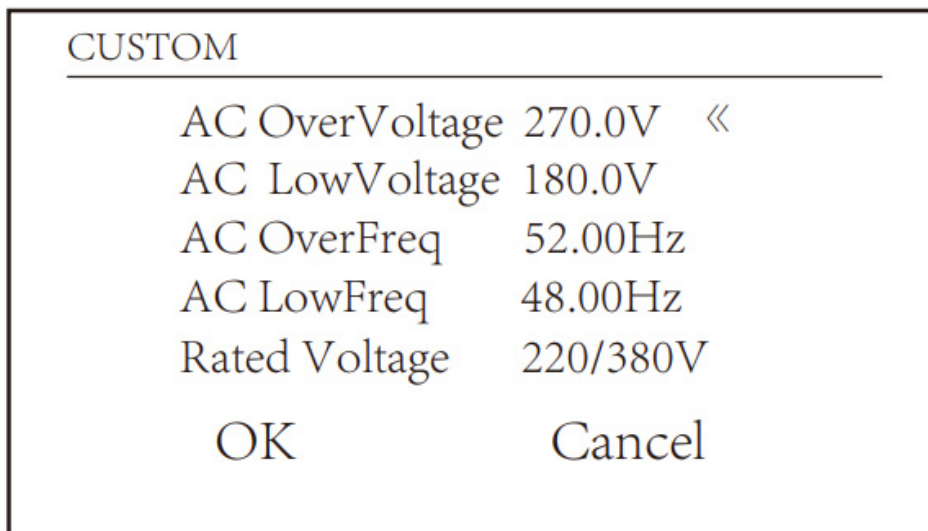 CUSTOM
AC OverVoltage 270.0V «
AC LowVoltage 180.0V
AC OverFreq 52.00Hz
AC LowFreq 48.00Hz
Rated Voltage 220/380V
OK Cancel